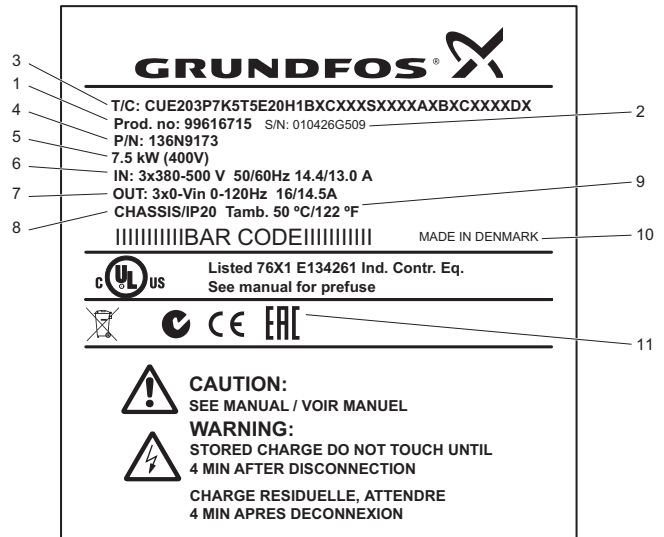 GRUNDFOS®
3 T/C: CUE203P7K5T5E20H1BXCXXXSXXXXAXBXCXXXXDX
1 Prod. no: 99616715 S/N: 010426G509 2
4 P/N: 136N9173
5 7.5 kW (400V)
6 IN: 3x380-500 V 50/60Hz 14.4/13.0 A
7 OUT: 3x0-Vin 0-120Hz 16/14.5A 9
8 CHASSIS/IP20 Tamb. 50 ºC/122 ºF
IIIIIIIIIIIBAR CODEIIIIIIIIIII MADE IN DENMARK 10
C UL US Listed 76X1 E134261 Ind. Contr. Eq.
See manual for prefuse
CE EAC 11
CAUTION:
SEE MANUAL / VOIR MANUEL
WARNING:
STORED CHARGE DO NOT TOUCH UNTIL
4 MIN AFTER DISCONNECTION
CHARGE RESIDUELLE, ATTENDRE
4 MIN APRES DECONNEXION